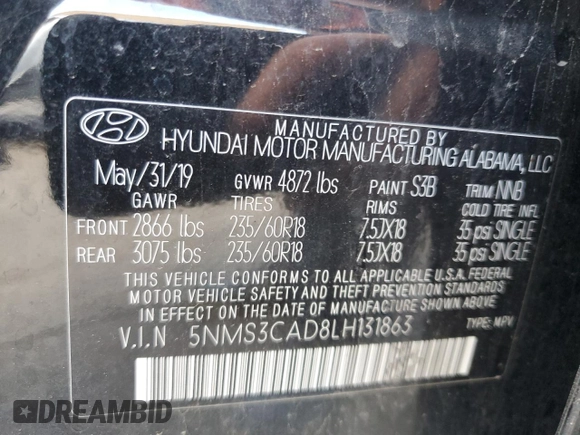 MANUFACTURED BY
HYUNDAI MOTOR MANUFACTURING ALABAMA, LLC
May/31/19 GVWR 4872 lbs PAINT S3B TRIM NNB
GAWR TIRES RIMS COLD TIRE INFL
FRONT 2866 lbs 235/60R18 7.5JX18 35 psi SINGLE
REAR 3075 lbs 235/60R18 7.5JX18 35 psi SINGLE
THIS VEHICLE CONFORMS TO ALL APPLICABLE U.S.A. FEDERAL
MOTOR VEHICLE SAFETY AND THEFT PREVENTION STANDARDS
IN EFFECT ON THE DATE OF MANUFACTURE SHOWN ABOVE.
V.I.N 5NMS3CAD8LH131863 TYPE: MPV
DREAMBID